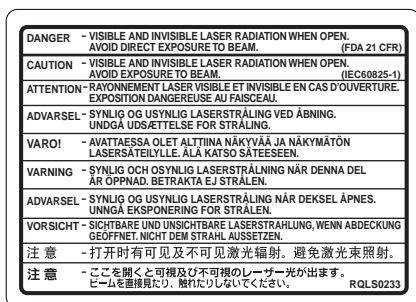 DANGER - VISIBLE AND INVISIBLE LASER RADIATION WHEN OPEN.
AVOID DIRECT EXPOSURE TO BEAM. (FDA 21 CFR)
CAUTION - VISIBLE AND INVISIBLE LASER RADIATION WHEN OPEN.
AVOID EXPOSURE TO BEAM. (IEC60825-1)
ATTENTION - RAYONNEMENT LASER VISIBLE ET INVISIBLE EN CAS D'OUVERTURE.
EXPOSITION DANGEREUSE AU FAISCEAU.
ADVARSEL - SYNLIG OG USYNLIG LASERSTRÅLING VED ÅBNING.
UNDGÅ UDSÆTTELSE FOR STRÅLING.
VARO! - AVATTAESSA OLET ALTTIINA NÄKYVÄÄ JA NÄKYMÄTÖN
LASERSÄTEILYLLE. ÄLÄ KATSO SÄTEESEEN.
VARNING - SYNLIG OCH OSYNLIG LASERSTRÅLNING NÄR DENNA DEL
ÄR ÖPPNAD. BETRAKTA EJ STRÅLEN.
ADVARSEL - SYNLIG OG USYNLIG LASERSTRÅLING NÅR DEKSEL ÅPNES.
UNNGÅ EKSPONERING FOR STRÅLEN.
VORSICHT - SICHTBARE UND UNSICHTBARE LASERSTRAHLUNG, WENN ABDECKUNG
GEÖFFNET. NICHT DEM STRAHL AUSSETZEN.
注意 - 打开时有可见及不可见激光辐射。避免激光束照射。
注意 - ここを開くと可視及び不可視のレーザー光が出ます。
ビームを直接見たり、触れたりしないでください。 RQLS0233